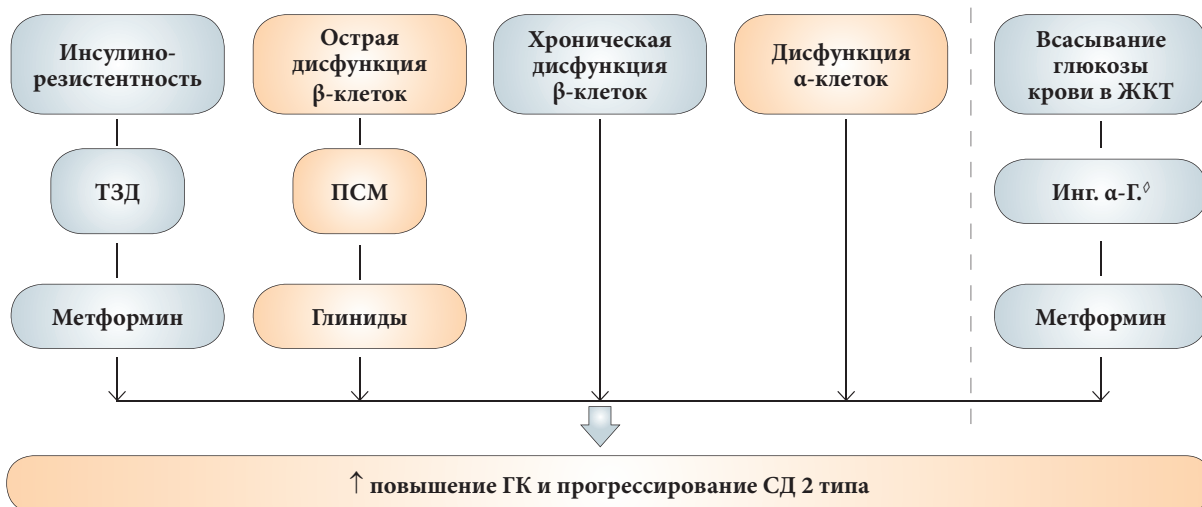 Инсулино-
резистентность
Острая
дисфункция
β-клеток
Хроническая
дисфункция
β-клеток
Дисфункция
α-клеток
Всасывание
глюкозы
крови в ЖКТ
ТЗД
ПСМ
Инг. α-Г.◊
Метформин
Глиниды
Метформин
↑ повышение ГК и прогрессирование СД 2 типа